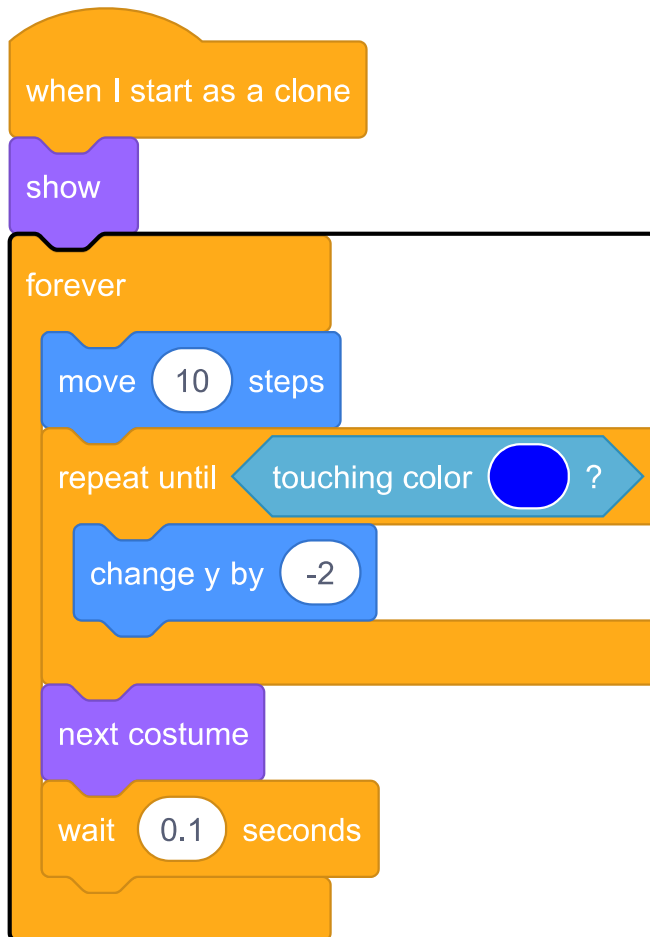 when I start as a clone
show
forever
move 10 steps
repeat until touching color ?
change y by -2
next costume
wait 0.1 seconds